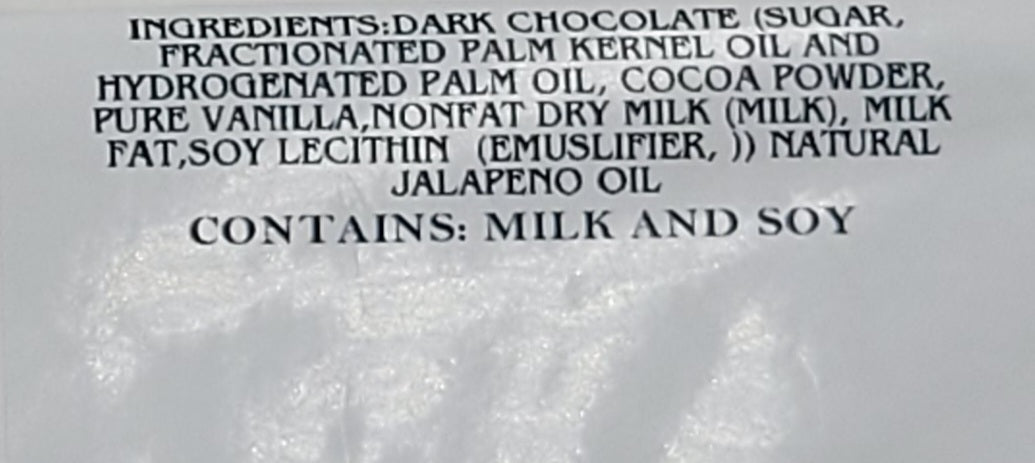 INGREDIENTS:DARK CHOCOLATE (SUGAR,
FRACTIONATED PALM KERNEL OIL AND
HYDROGENATED PALM OIL, COCOA POWDER,
PURE VANILLA,NONFAT DRY MILK (MILK), MILK
FAT,SOY LECITHIN (EMUSLIFIER, )) NATURAL
JALAPENO OIL
CONTAINS: MILK AND SOY